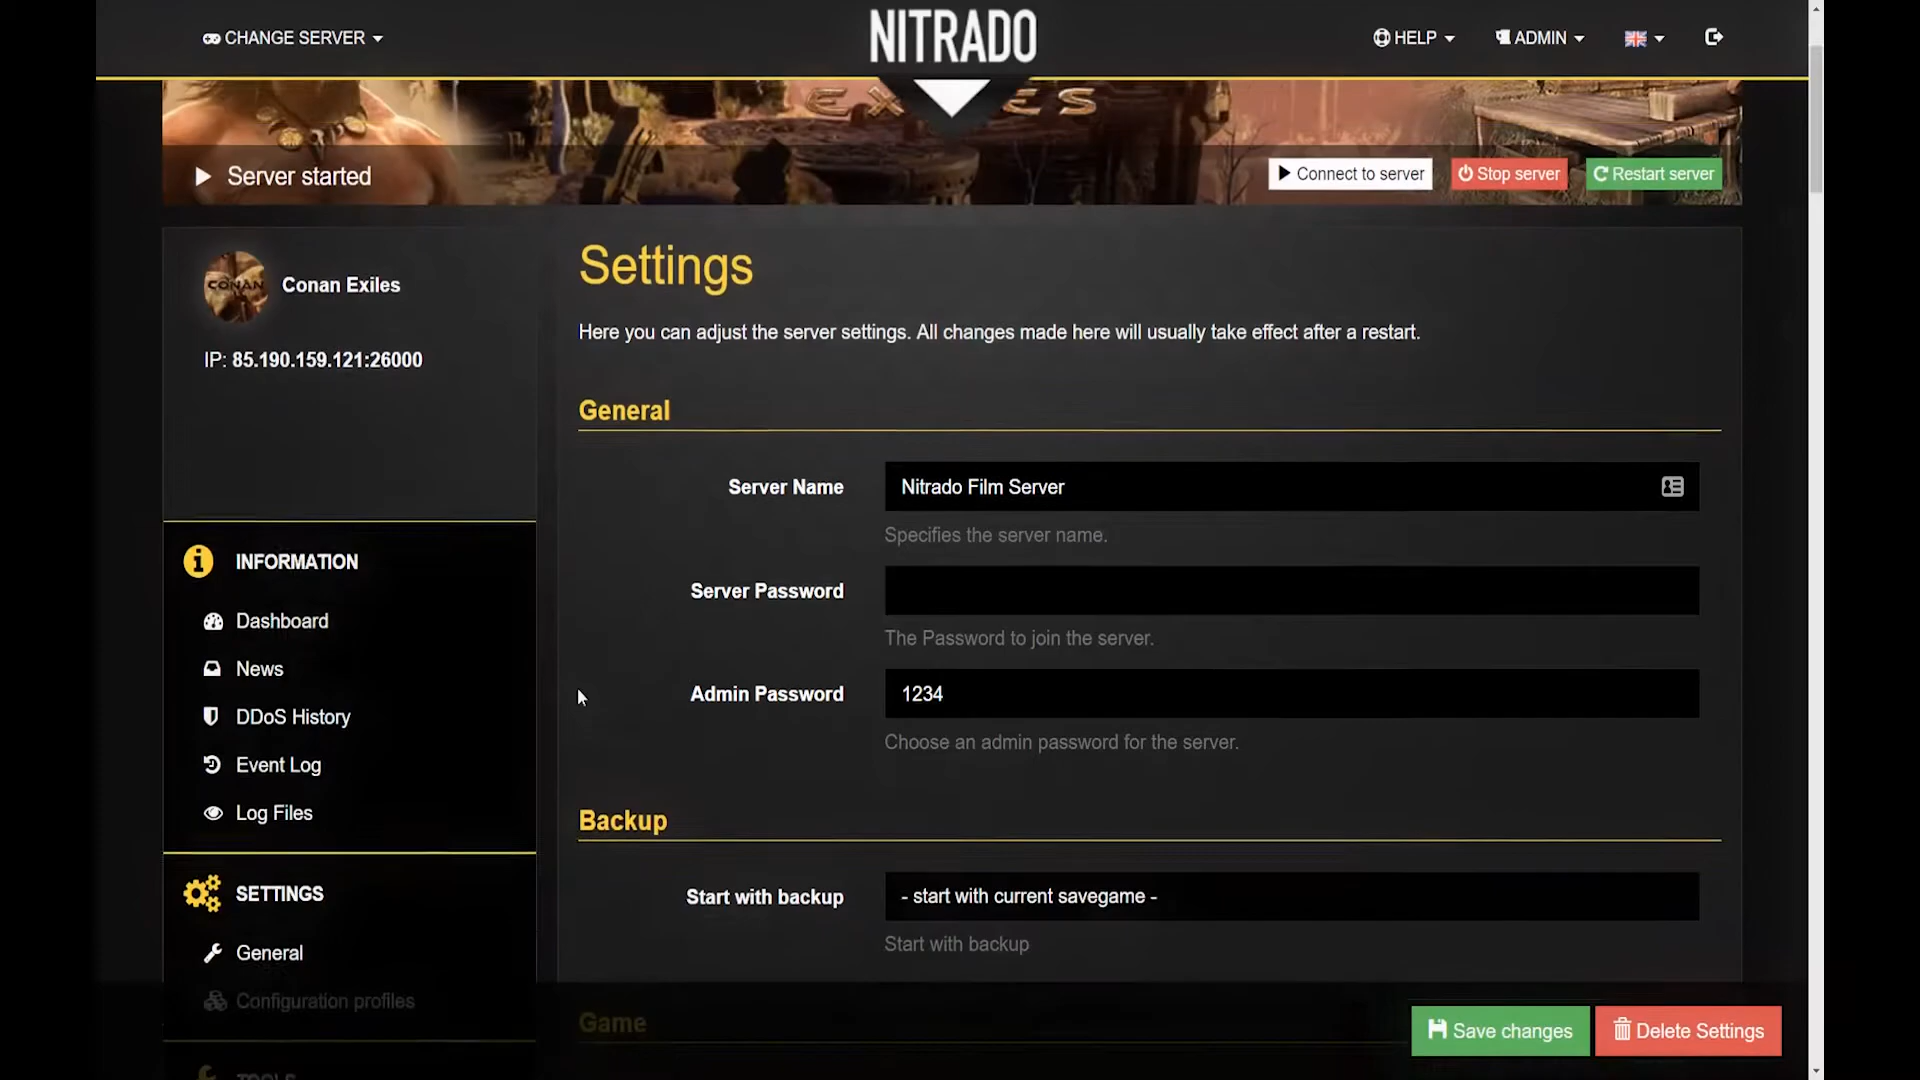 CHANGE SERVER
NITRADO
HELP
ADMIN
EXILES
Server started
Connect to server
Stop server
Restart server
CONAN
Conan Exiles
IP: 85.190.159.121:26000
INFORMATION
Dashboard
News
DDoS History
Event Log
Log Files
SETTINGS
General
Configuration profiles
TOOLS
Settings
Here you can adjust the server settings. All changes made here will usually take effect after a restart.
General
Server Name
Nitrado Film Server
Specifies the server name.
Server Password
The Password to join the server.
Admin Password
1234
Choose an admin password for the server.
Backup
Start with backup
- start with current savegame -
Start with backup
Game
Save changes
Delete Settings